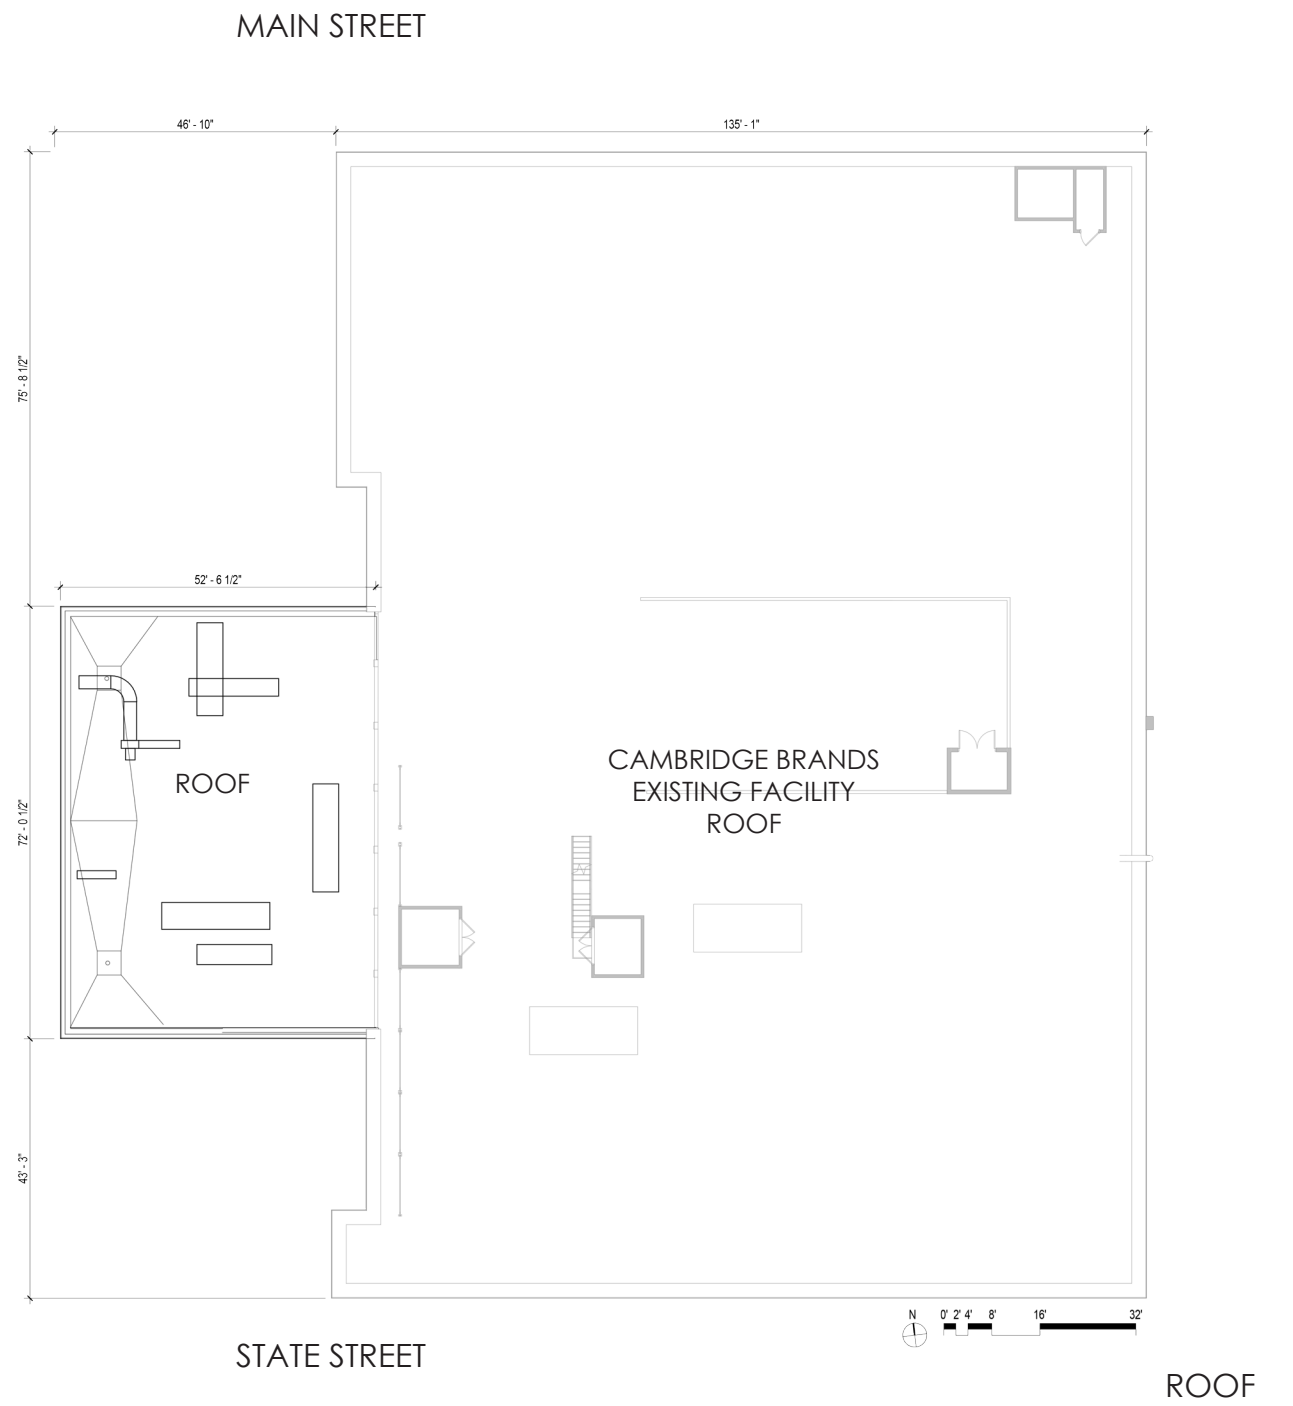 MAIN STREET
46' - 10"
135' - 1"
75' - 8 1/2"
52' - 6 1/2"
72' - 0 1/2"
ROOF
CAMBRIDGE BRANDS
EXISTING FACILITY
ROOF
43' - 3"
N
0' 2' 4' 8' 16' 32'
STATE STREET
ROOF